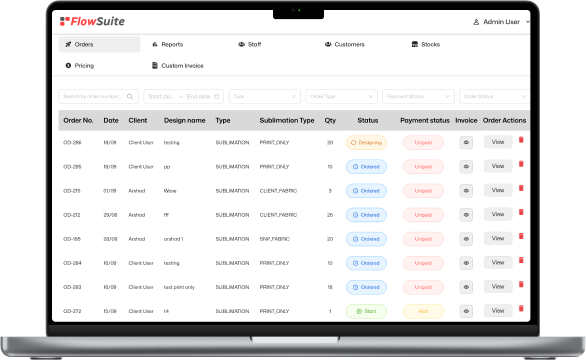 FlowSuite
Admin User
Orders
Reports
Staff
Customers
Stocks
Pricing
Custom Invoice
Search by order number...
Start da...
End date
Type
Order Type
Payment Status
Order Status
Order No. Date Client Design name Type Sublimation Type Qty Status Payment status Invoice Order Actions
OD-286 19/09 Client User testing SUBLIMATION PRINT_ONLY 20 Designing Unpaid View
OD-285 18/09 Client User pp SUBLIMATION PRINT_ONLY 10 Ordered Unpaid View
OD-215 01/09 Arshad Wave SUBLIMATION CLIENT_FABRIC 3 Ordered Unpaid View
OD-212 29/08 Arshad fff SUBLIMATION CLIENT_FABRIC 26 Ordered Unpaid View
OD-185 28/08 Arshad arshad 1 SUBLIMATION SNP_FABRIC 20 Ordered Unpaid View
OD-284 16/09 Client User testing SUBLIMATION PRINT_ONLY 10 Ordered Unpaid View
OD-283 16/09 Client User test print only SUBLIMATION PRINT_ONLY 16 Ordered Unpaid View
OD-272 13/09 Client User t4 SUBLIMATION PRINT_ONLY 1 Start Half View